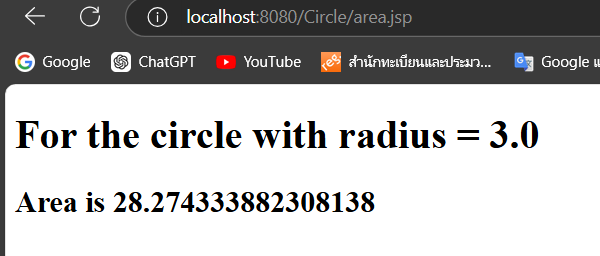 localhost:8080/Circle/area.jsp
Google ChatGPT YouTube สำนักทะเบียนและประมว... Google แ
For the circle with radius = 3.0
Area is 28.274333882308138